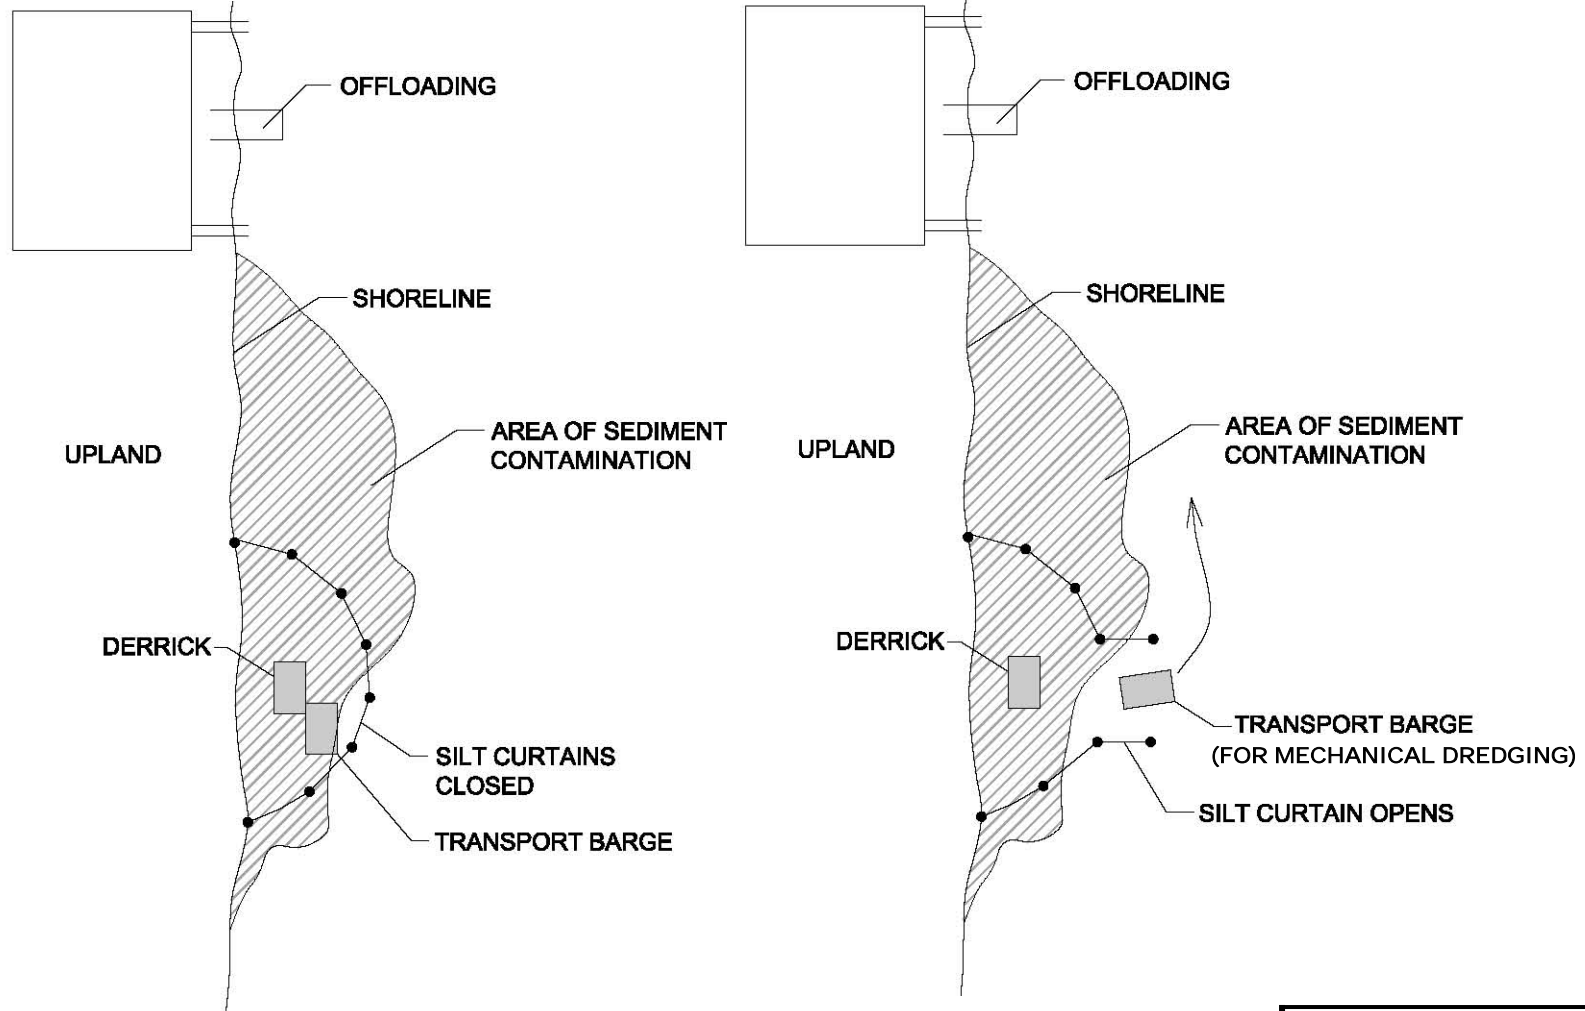 OFFLOADING
SHORELINE
UPLAND
AREA OF SEDIMENT
CONTAMINATION
DERRICK
SILT CURTAINS
CLOSED
TRANSPORT BARGE
OFFLOADING
SHORELINE
UPLAND
AREA OF SEDIMENT
CONTAMINATION
DERRICK
TRANSPORT BARGE
(FOR MECHANICAL DREDGING)
SILT CURTAIN OPENS